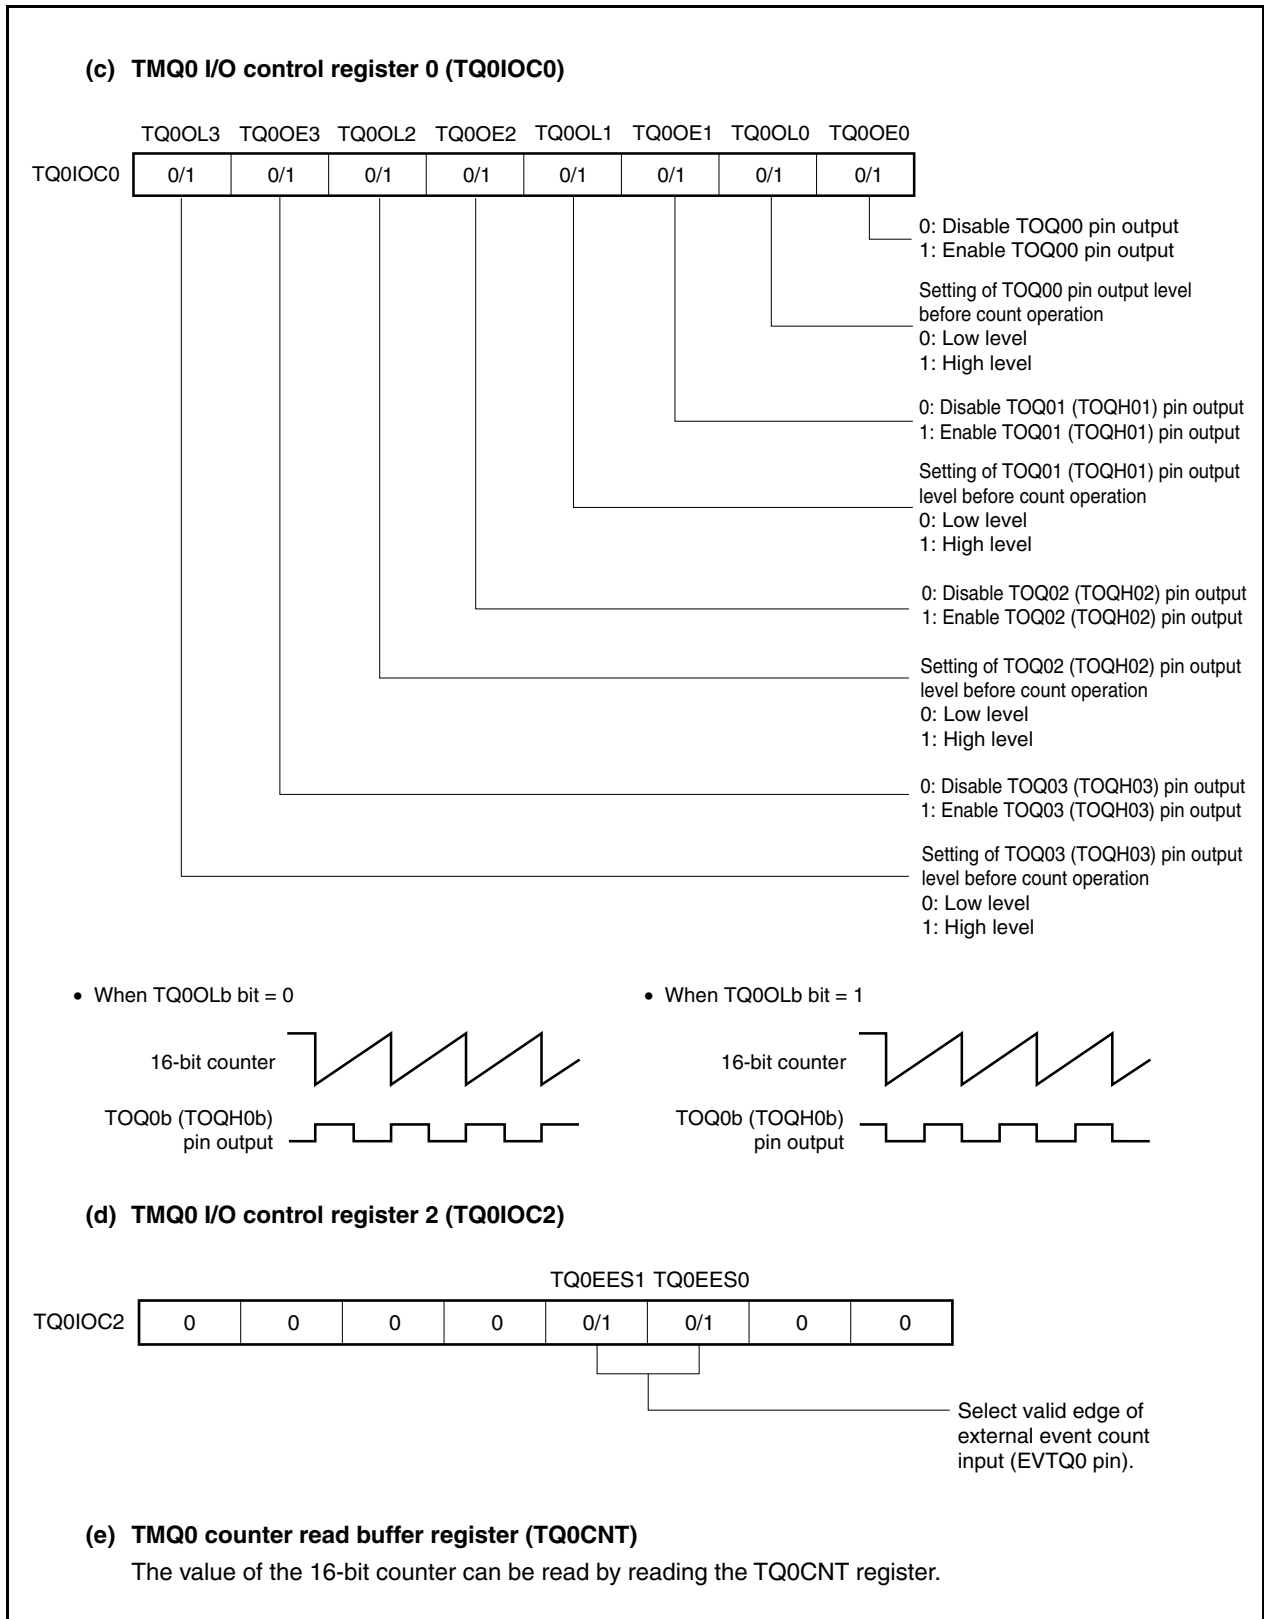 (c) TMQ0 I/O control register 0 (TQ0IOC0)
TQ0OL3 TQ0OE3 TQ0OL2 TQ0OE2 TQ0OL1 TQ0OE1 TQ0OL0 TQ0OE0
TQ0IOC0 0/1 0/1 0/1 0/1 0/1 0/1 0/1 0/1
0: Disable TOQ00 pin output
1: Enable TOQ00 pin output
Setting of TOQ00 pin output level
before count operation
0: Low level
1: High level
0: Disable TOQ01 (TOQH01) pin output
1: Enable TOQ01 (TOQH01) pin output
Setting of TOQ01 (TOQH01) pin output
level before count operation
0: Low level
1: High level
0: Disable TOQ02 (TOQH02) pin output
1: Enable TOQ02 (TOQH02) pin output
Setting of TOQ02 (TOQH02) pin output
level before count operation
0: Low level
1: High level
0: Disable TOQ03 (TOQH03) pin output
1: Enable TOQ03 (TOQH03) pin output
Setting of TOQ03 (TOQH03) pin output
level before count operation
0: Low level
1: High level
• When TQ0OLb bit = 0
16-bit counter
TOQ0b (TOQH0b)
pin output
• When TQ0OLb bit = 1
16-bit counter
TOQ0b (TOQH0b)
pin output
(d) TMQ0 I/O control register 2 (TQ0IOC2)
TQ0EES1 TQ0EES0
TQ0IOC2 0 0 0 0 0/1 0/1 0 0
Select valid edge of
external event count
input (EVTQ0 pin).
(e) TMQ0 counter read buffer register (TQ0CNT)
The value of the 16-bit counter can be read by reading the TQ0CNT register.